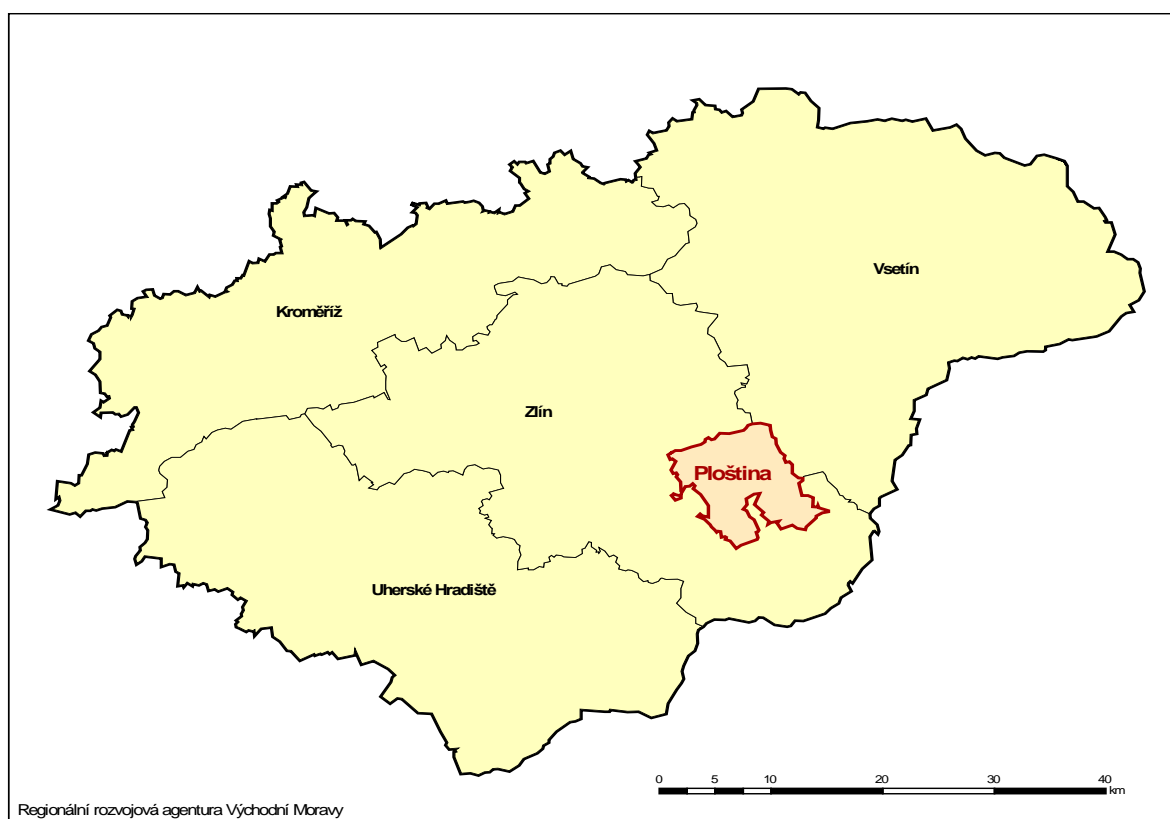 Vsetín
Kroměříž
Zlín
Ploština
Uherské Hradiště
0 5 10 20 30 40
km
Regionální rozvojová agentura Východní Moravy